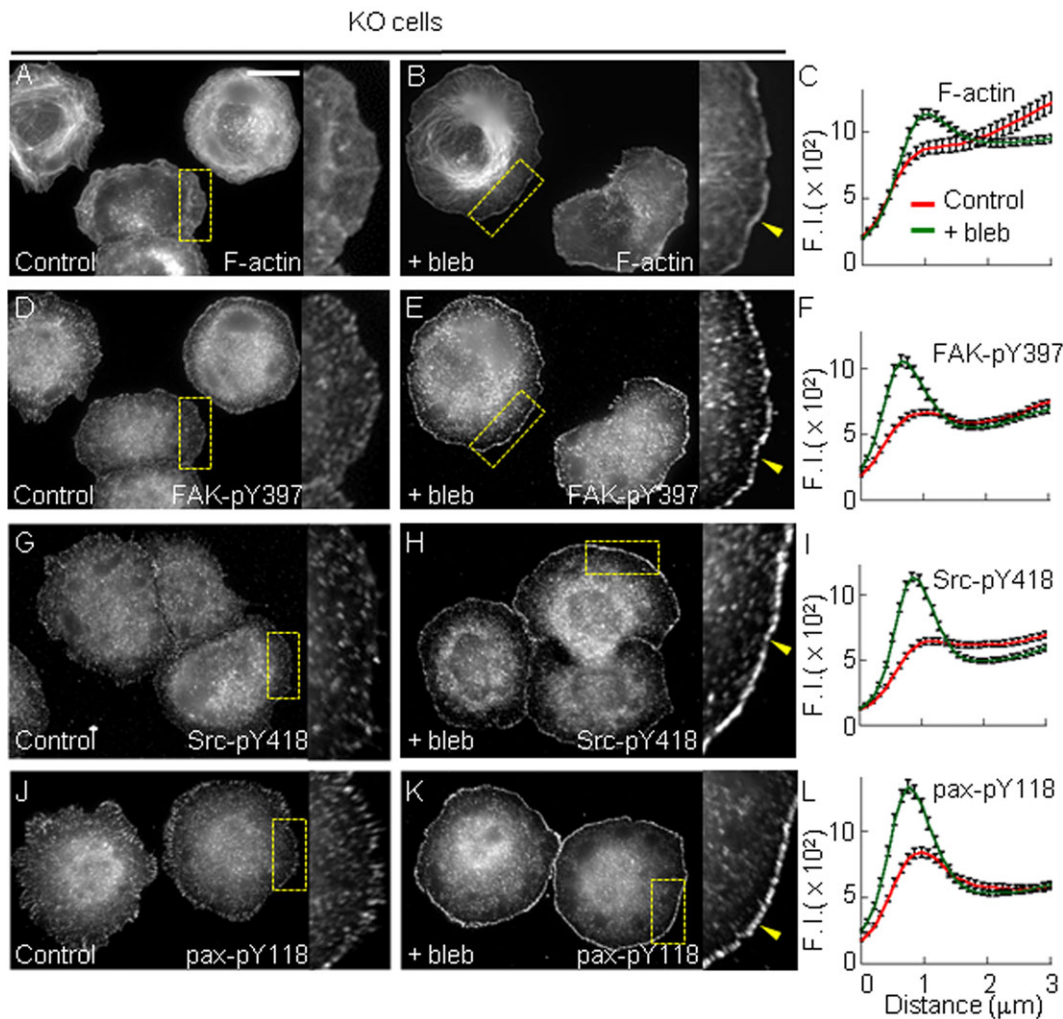 KO cells
A B C
F-actin
10
5
0
F.I.(×10²)
Control
+ bleb
Control F-actin + bleb F-actin
D E F
FAK-pY397
10
5
0
F.I.(×10²)
Control FAK-pY397 + bleb FAK-pY397
G H I
Src-pY418
10
5
0
F.I.(×10²)
Control Src-pY418 + bleb Src-pY418
J K L
pax-pY118
10
5
0
F.I.(×10²)
Control pax-pY118 + bleb pax-pY118
0 1 2 3
Distance (μm)